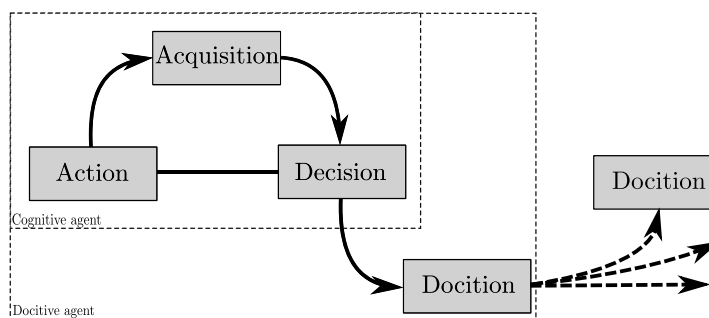 Acquisition
Action
Decision
Docition
Cognitive agent
Docition
Docitive agent